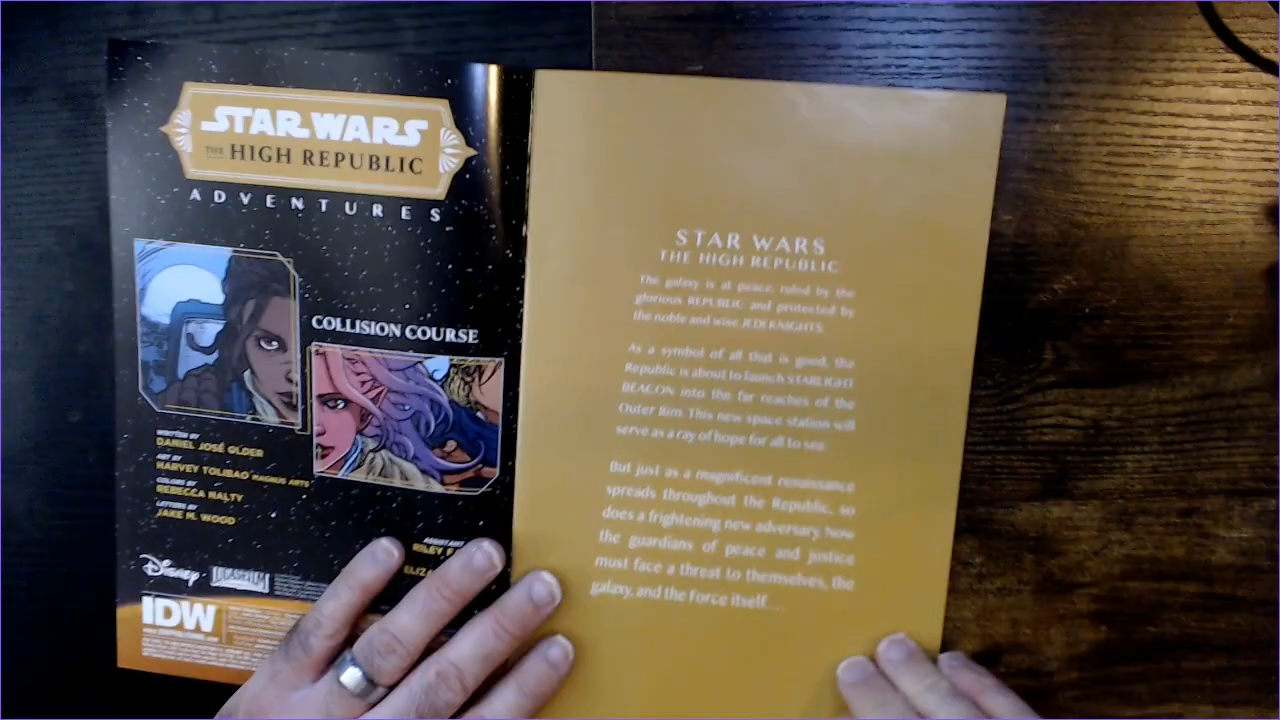 STAR WARS
THE HIGH REPUBLIC
ADVENTURES
COLLISION COURSE
WRITTEN BY
DANIEL JOSÉ OLDER
ART BY
HARVEY TOLIBAO MAGNUS ARTS
COLORS BY
REBECCA NALTY
LETTERS BY
JAKE M. WOOD
ASSISTANT
RILEY
Disney
LUCASFILM
IDW
STAR WARS
THE HIGH REPUBLIC
The galaxy is at peace, ruled by the
glorious REPUBLIC and protected by
the noble and wise JEDI KNIGHTS.
As a symbol of all that is good, the
Republic is about to launch STARLIGHT
BEACON into the far reaches of the
Outer Rim. This new space station will
serve as a ray of hope for all to see.
But just as a magnificent renaissance
spreads throughout the Republic, so
does a frightening new adversary. Now
the guardians of peace and justice
must face a threat to themselves, the
galaxy, and the Force itself....